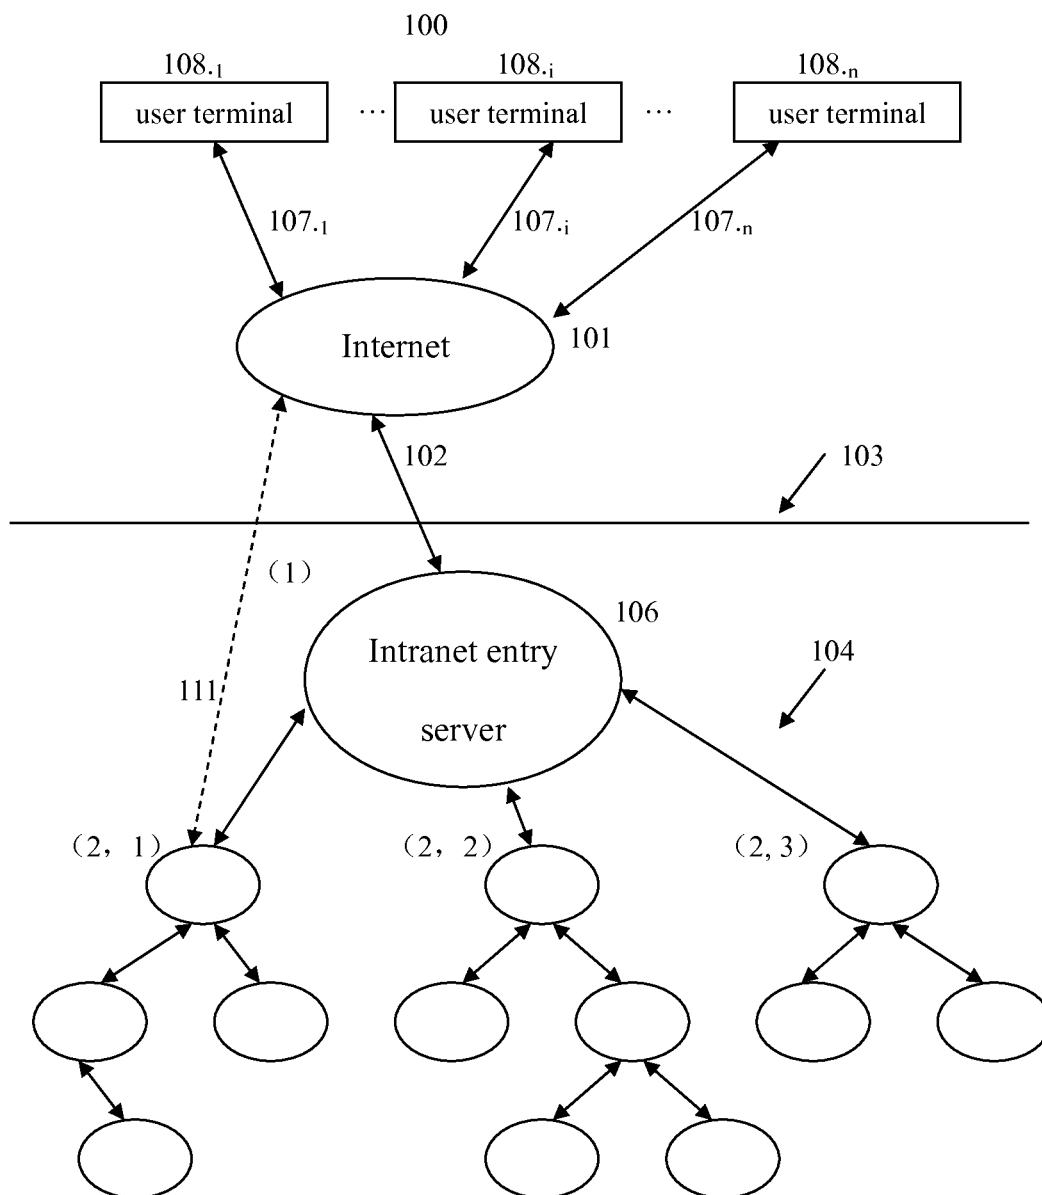 100
108.₁ 108.ᵢ 108.ₙ
user terminal … user terminal … user terminal
107.₁ 107.ᵢ 107.ₙ
Internet
101
102
103
（1）
106
Intranet entry
server
104
111
（2，1） （2，2） （2, 3）